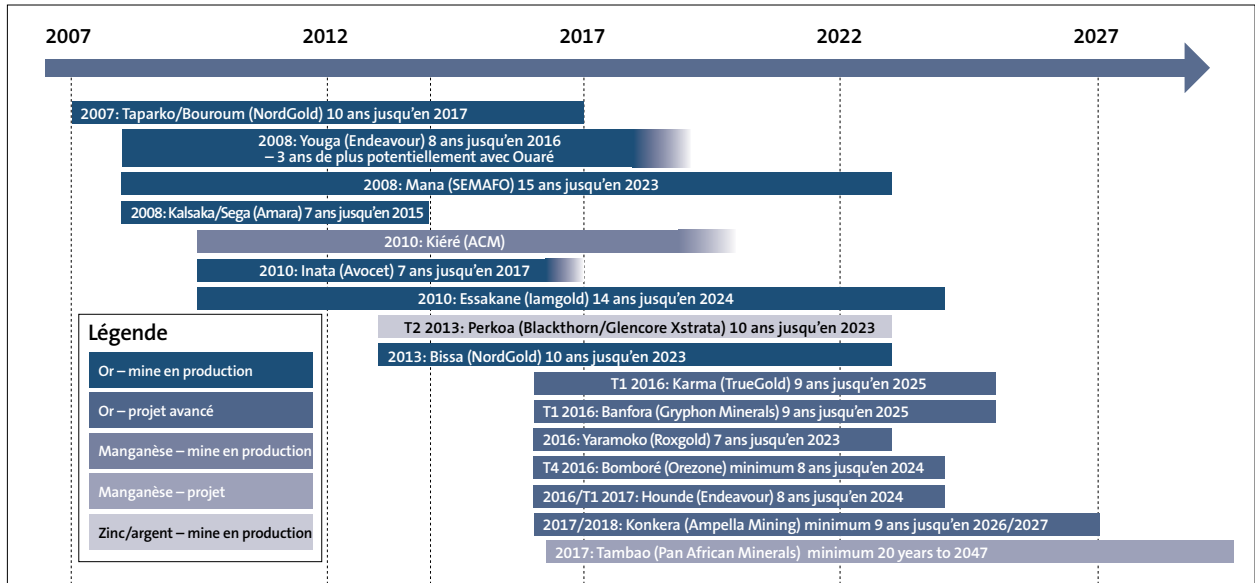 2007 2012 2017 2022 2027
2007: Taparko/Bouroum (NordGold) 10 ans jusqu'en 2017
2008: Youga (Endeavour) 8 ans jusqu'en 2016
– 3 ans de plus potentiellement avec Ouaré
2008: Mana (SEMAFO) 15 ans jusqu'en 2023
2008: Kalsaka/Sega (Amara) 7 ans jusqu'en 2015
2010: Kiéré (ACM)
2010: Inata (Avocet) 7 ans jusqu'en 2017
2010: Essakane (Iamgold) 14 ans jusqu'en 2024
T2 2013: Perkoa (Blackthorn/Glencore Xstrata) 10 ans jusqu'en 2023
2013: Bissa (NordGold) 10 ans jusqu'en 2023
T1 2016: Karma (TrueGold) 9 ans jusqu'en 2025
T1 2016: Banfora (Gryphon Minerals) 9 ans jusqu'en 2025
2016: Yaramoko (Roxgold) 7 ans jusqu'en 2023
T4 2016: Bomboré (Orezone) minimum 8 ans jusqu'en 2024
2016/T1 2017: Hounde (Endeavour) 8 ans jusqu'en 2024
2017/2018: Konkera (Ampella Mining) minimum 9 ans jusqu'en 2026/2027
2017: Tambao (Pan African Minerals) minimum 20 years to 2047
Légende
Or – mine en production
Or – projet avancé
Manganèse – mine en production
Manganèse – projet
Zinc/argent – mine en production